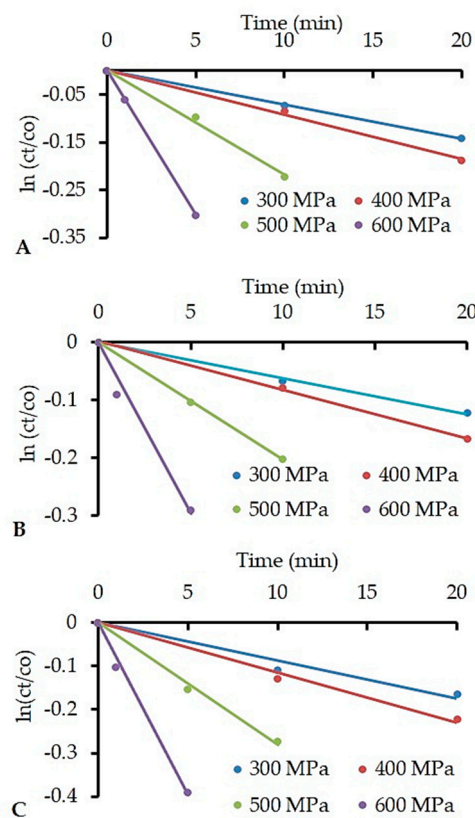 Time (min)
0 5 10 15 20
-0.05
-0.15
-0.25
-0.35
ln (ct/co)
300 MPa 400 MPa
500 MPa 600 MPa
A
Time (min)
0 5 10 15 20
0
-0.1
-0.2
-0.3
ln (ct/co)
300 MPa 400 MPa
500 MPa 600 MPa
B
Time (min)
0 5 10 15 20
0
-0.1
-0.2
-0.3
-0.4
ln(ct/co)
300 MPa 400 MPa
500 MPa 600 MPa
C